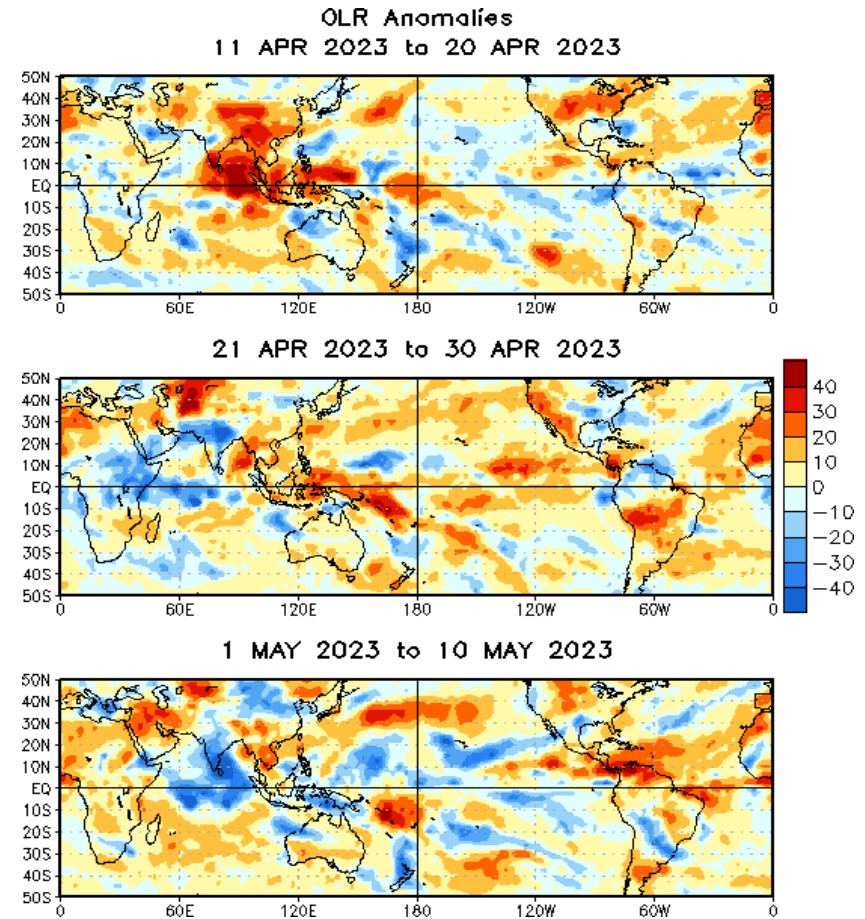 OLR Anomalies
11 APR 2023 to 20 APR 2023
50N
40N
30N
20N
10N
EQ
10S
20S
30S
40S
50S
0 60E 120E 180 120W 60W 0
21 APR 2023 to 30 APR 2023
50N
40N
30N
20N
10N
EQ
10S
20S
30S
40S
50S
0 60E 120E 180 120W 60W 0
40
30
20
10
0
−10
−20
−30
−40
1 MAY 2023 to 10 MAY 2023
50N
40N
30N
20N
10N
EQ
10S
20S
30S
40S
50S
0 60E 120E 180 120W 60W 0